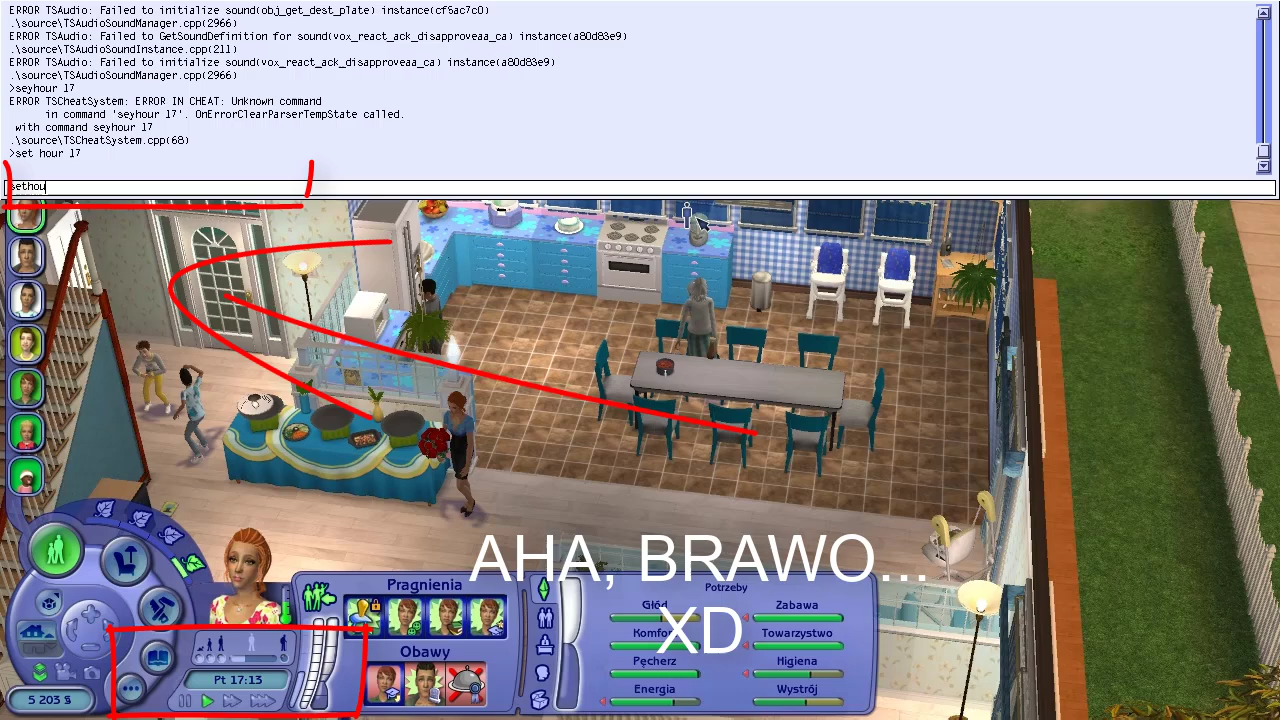 ERROR TSAudio: Failed to initialize sound(obj_get_dest_plate) instance(cf5ac7c0)
.\source\TSAudioSoundManager.cpp(2966)
ERROR TSAudio: Failed to GetSoundDefinition for sound(vox_react_ack_disapproveaa_ca) instance(a80d83e9)
.\source\TSAudioSoundInstance.cpp(211)
ERROR TSAudio: Failed to initialize sound(vox_react_ack_disapproveaa_ca) instance(a80d83e9)
.\source\TSAudioSoundManager.cpp(2966)
>seyhour 17
ERROR TSCheatSystem: ERROR IN CHEAT: Unknown command
in command 'seyhour 17'. OnErrorClearParserTempState called.
with command seyhour 17
.\source\TSCheatSystem.cpp(68)
>set hour 17
sethou
AHA, BRAWO...
XD
Pragnienia
Obawy
Potrzeby
Głód
Zabawa
Komfort
Towarzystwo
Pęcherz
Higiena
Energia
Wystrój
Pt 17:13
5 203 §